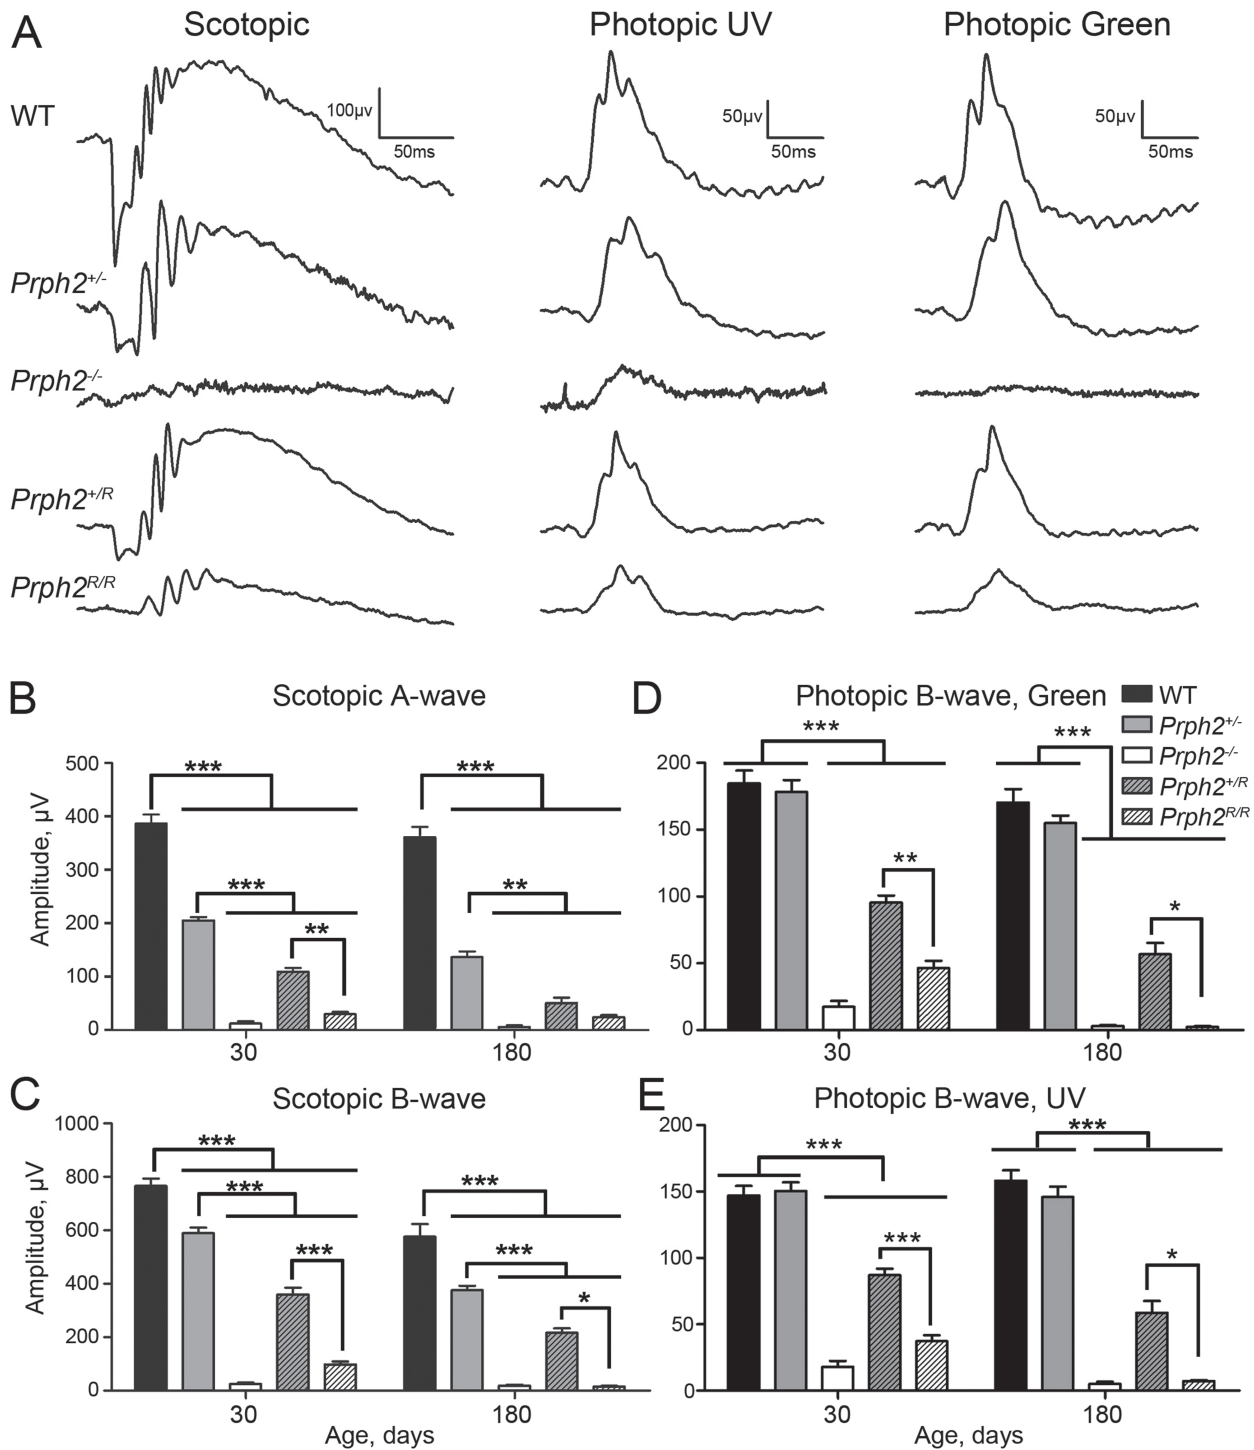 A
Scotopic
Photopic UV
Photopic Green
WT
100μv
50ms
50μv
50ms
50μv
50ms
Prph2+/-
Prph2-/-
Prph2+/R
Prph2R/R
B
Scotopic A-wave
Amplitude, μV
500
400
300
200
100
0
***
***
**
***
**
30
180
D
Photopic B-wave, Green
WT
Prph2+/-
Prph2-/-
Prph2+/R
Prph2R/R
200
150
100
50
0
***
**
***
*
30
180
C
Scotopic B-wave
Amplitude, μV
1000
800
600
400
200
0
***
***
***
***
***
*
30
180
Age, days
E
Photopic B-wave, UV
200
150
100
50
0
***
***
***
*
30
180
Age, days